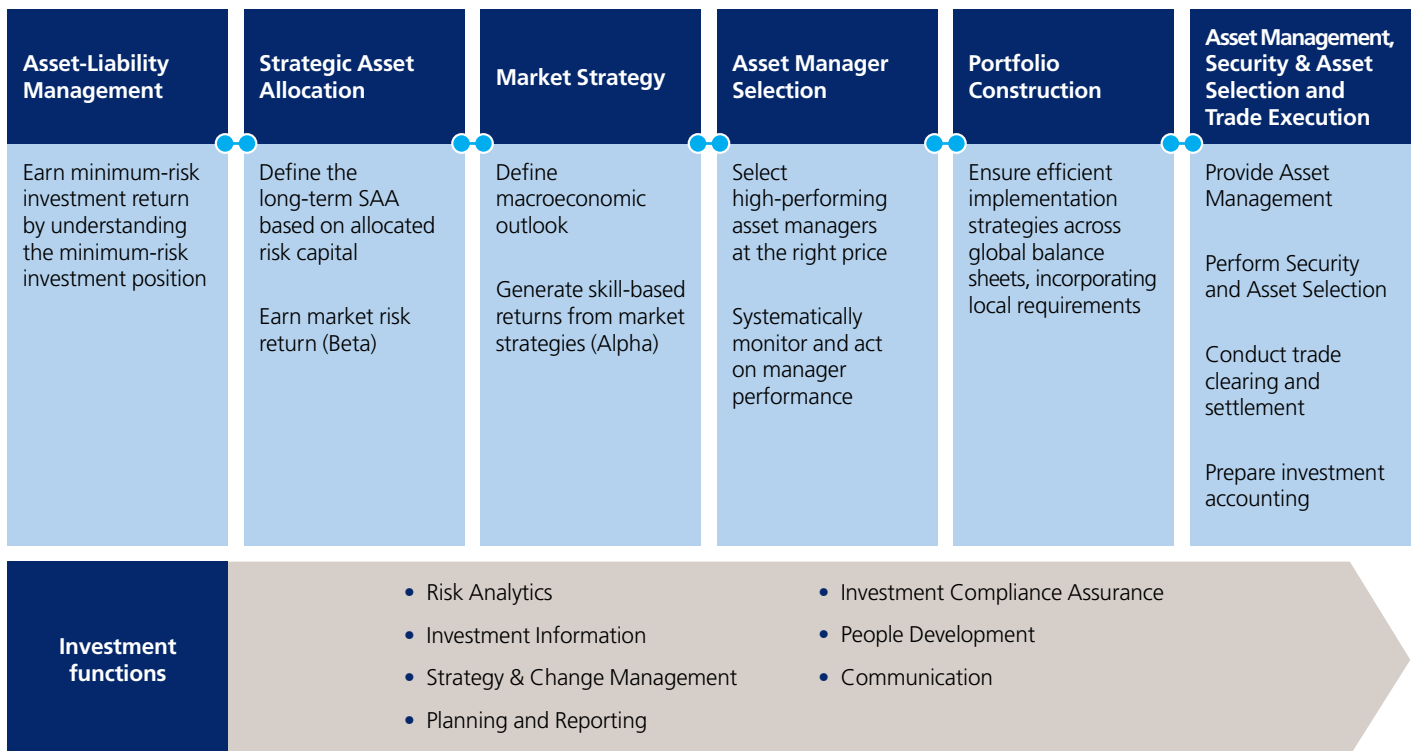 Asset-Liability
Management
Earn minimum-risk
investment return
by understanding
the minimum-risk
investment position
Strategic Asset
Allocation
Define the
long-term SAA
based on allocated
risk capital
Earn market risk
return (Beta)
Market Strategy
Define
macroeconomic
outlook
Generate skill-based
returns from market
strategies (Alpha)
Asset Manager
Selection
Select
high-performing
asset managers
at the right price
Systematically
monitor and act
on manager
performance
Portfolio
Construction
Ensure efficient
implementation
strategies across
global balance
sheets, incorporating
local requirements
Asset Management,
Security & Asset
Selection and
Trade Execution
Provide Asset
Management
Perform Security
and Asset Selection
Conduct trade
clearing and
settlement
Prepare investment
accounting
Investment
functions
• Risk Analytics
• Investment Information
• Strategy & Change Management
• Planning and Reporting
• Investment Compliance Assurance
• People Development
• Communication